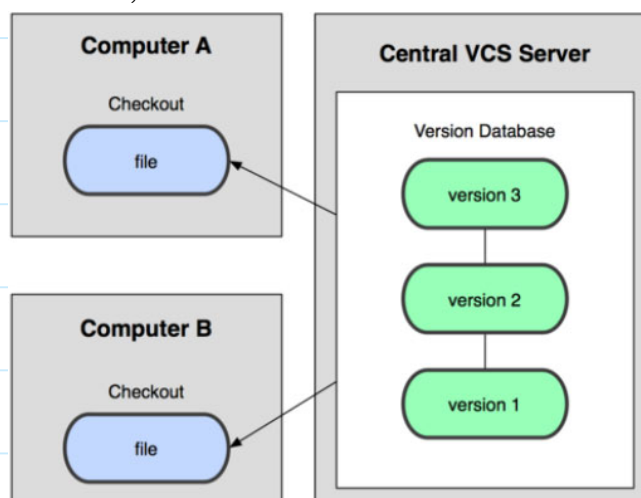 Computer A
Checkout
file
Computer B
Checkout
file
Central VCS Server
Version Database
version 3
version 2
version 1